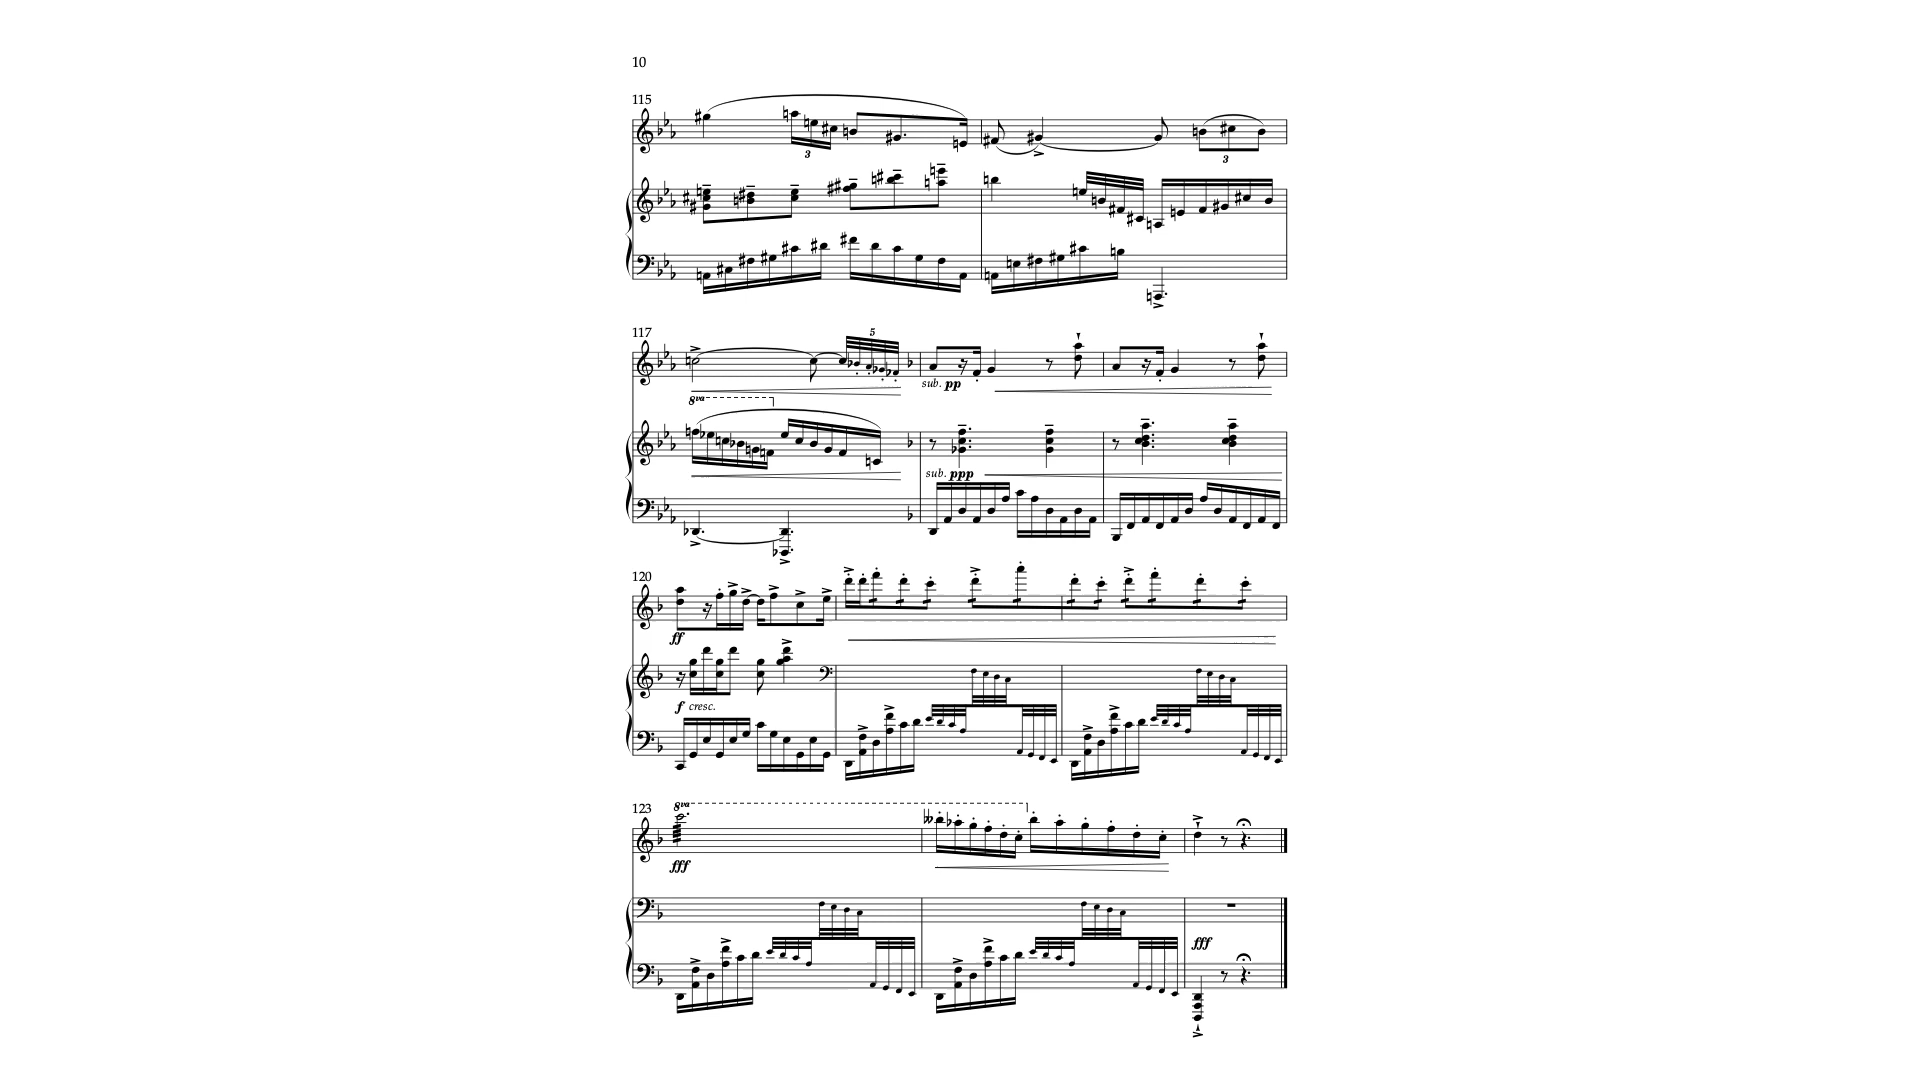 10
115
3
3
117
5
8va
sub. pp
sub. ppp
120
ff
f cresc.
123
8va
fff
fff